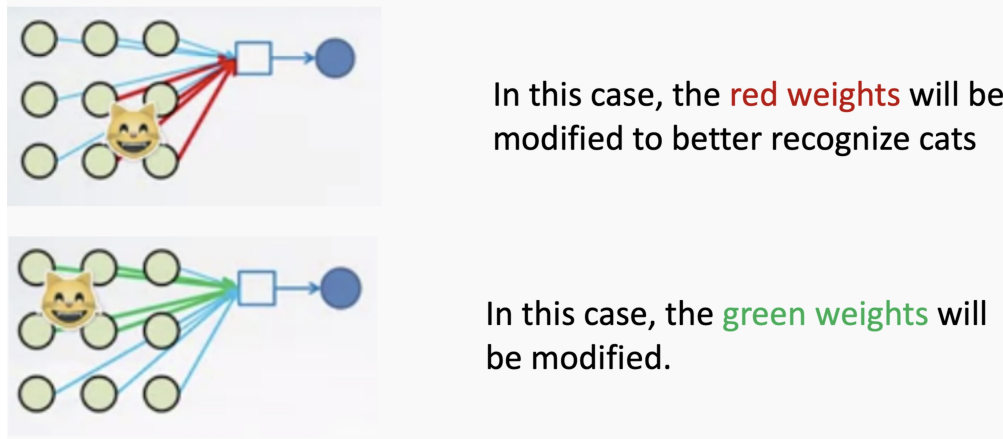 In this case, the red weights will be
modified to better recognize cats
In this case, the green weights will
be modified.